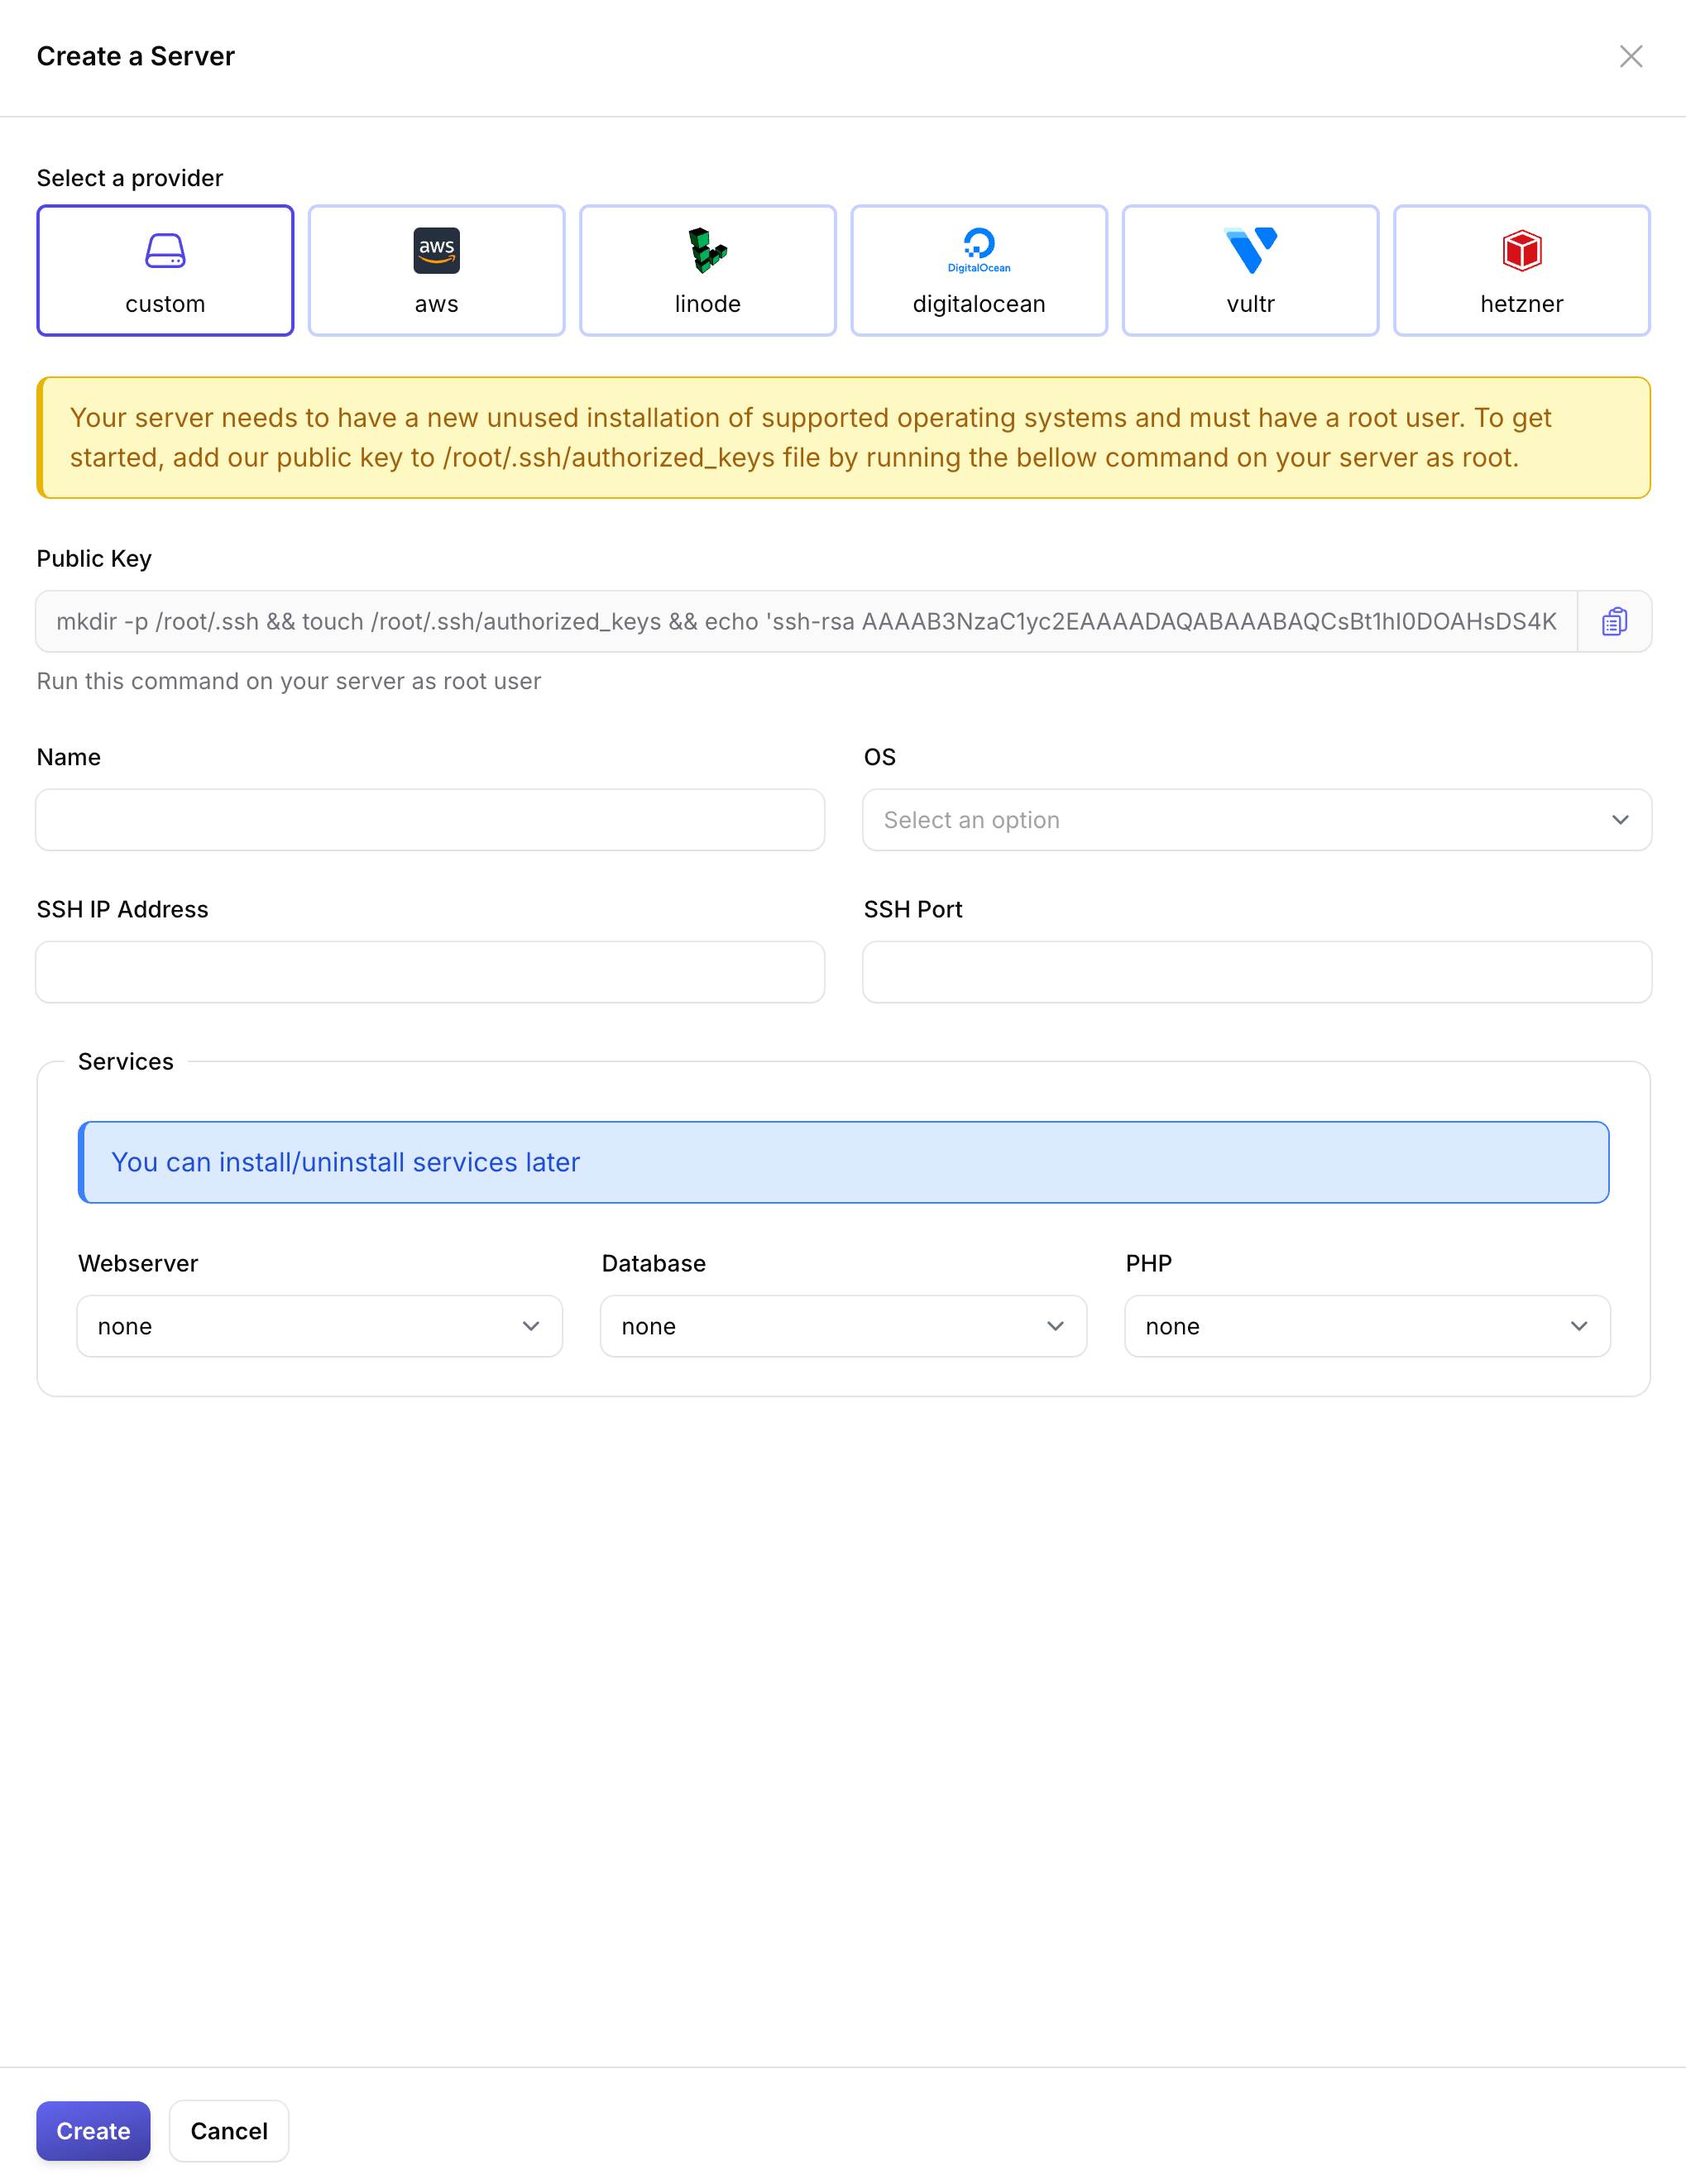 Create a Server
Select a provider
custom
aws
aws
linode
DigitalOcean
digitalocean
vultr
hetzner
Your server needs to have a new unused installation of supported operating systems and must have a root user. To get
started, add our public key to /root/.ssh/authorized_keys file by running the bellow command on your server as root.
Public Key
mkdir -p /root/.ssh && touch /root/.ssh/authorized_keys && echo 'ssh-rsa AAAAB3NzaC1yc2EAAAADAQABAAABAQCsBt1hI0DOAHsDS4K
Run this command on your server as root user
Name
OS
Select an option
SSH IP Address
SSH Port
Services
You can install/uninstall services later
Webserver
Database
PHP
none
none
none
Create
Cancel